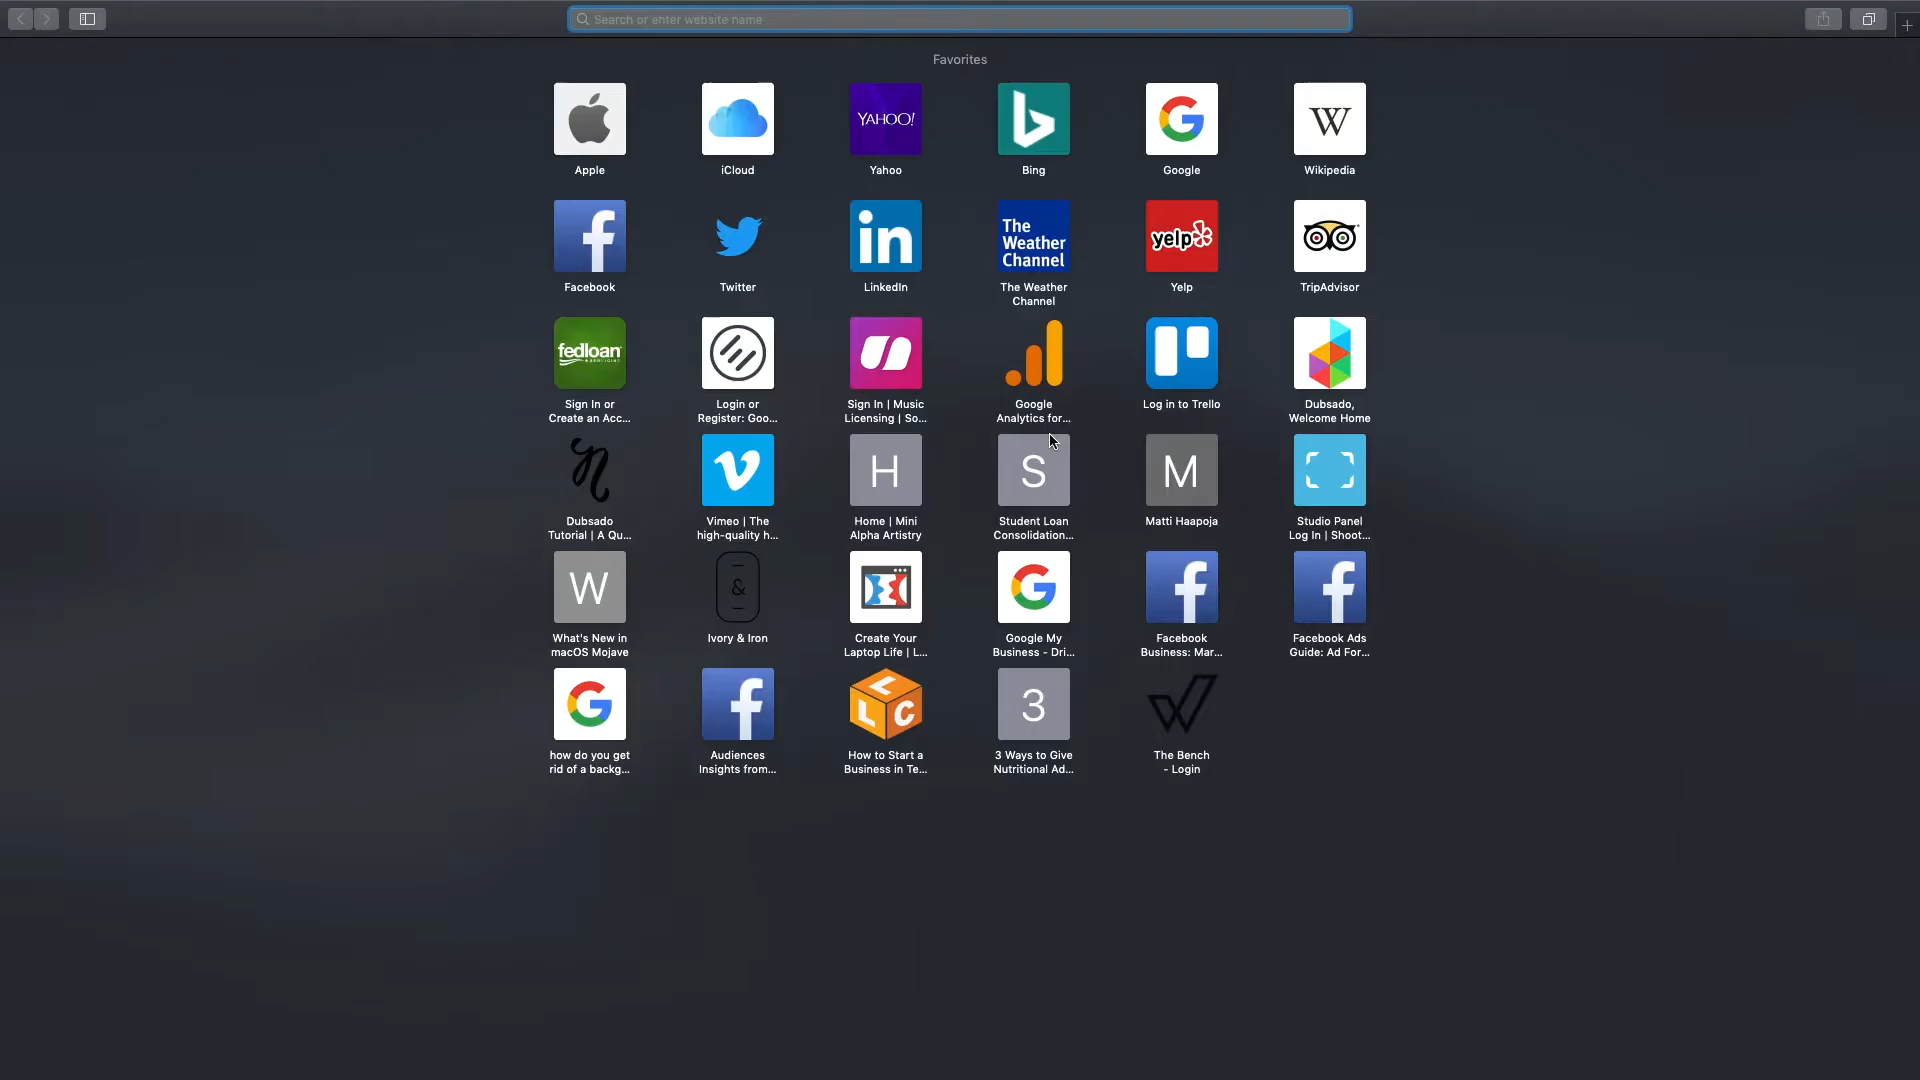 Search or enter website name
Favorites
YAHOO!
W
Apple
iCloud
Yahoo
Bing
Google
Wikipedia
in
The
Weather
Channel
yelp
Facebook
Twitter
LinkedIn
The Weather
Channel
Yelp
TripAdvisor
fedloan
Sign In or
Create an Acc...
Login or
Register: Goo...
Sign In | Music
Licensing | So...
Google
Analytics for...
Log in to Trello
Dubsado,
Welcome Home
H
S
M
Dubsado
Tutorial | A Qu...
Vimeo | The
high-quality h...
Home | Mini
Alpha Artistry
Student Loan
Consolidation...
Matti Haapoja
Studio Panel
Log In | Shoot...
W
&
What's New in
macOS Mojave
Ivory & Iron
Create Your
Laptop Life | L...
Google My
Business - Dri...
Facebook
Business: Mar...
Facebook Ads
Guide: Ad For...
L
L C
3
how do you get
rid of a backg...
Audiences
Insights from...
How to Start a
Business in Te...
3 Ways to Give
Nutritional Ad...
The Bench
- Login